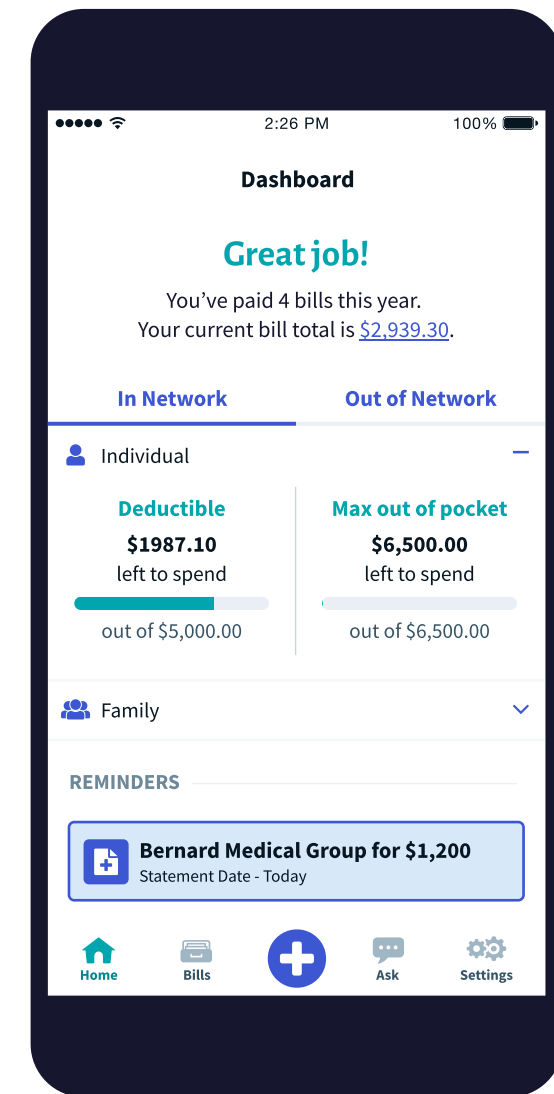 2:26 PM
100%
Dashboard
Great job!
You’ve paid 4 bills this year.
Your current bill total is $2,939.30.
In Network
Out of Network
Individual
Deductible
$1987.10
left to spend
out of $5,000.00
Max out of pocket
$6,500.00
left to spend
out of $6,500.00
Family
REMINDERS
Bernard Medical Group for $1,200
Statement Date - Today
Home
Bills
Ask
Settings